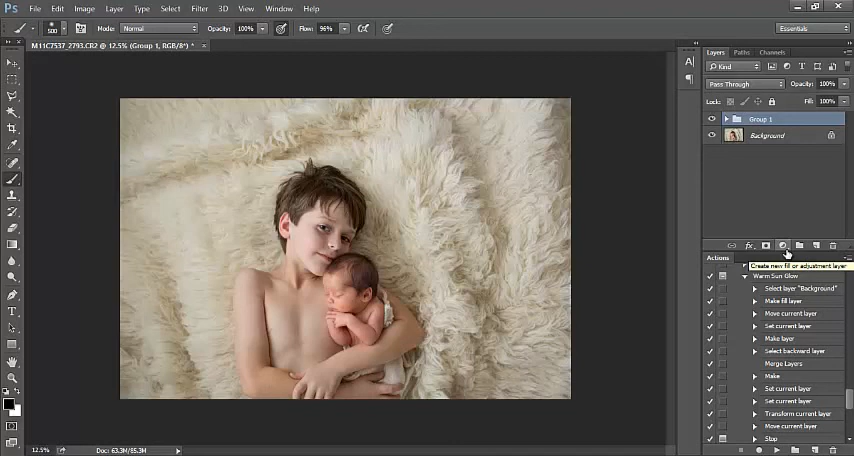 Ps File Edit Image Layer Type Select Filter 3D View Window Help
500 Mode: Normal Opacity: 100% Flow: 96% Essentials
M11C7537_2793.CR2 @ 12.5% (Group 1, RGB/8*) * ×
Layers Paths Channels
Kind
Pass Through Opacity: 100%
Lock: Fill: 100%
Group 1
Background
fx
Create new fill or adjustment layer
Actions
Warm Sun Glow
Select layer "Background"
Make fill layer
Move current layer
Set current layer
Make layer
Select backward layer
Merge Layers
Make
Set current layer
Set current layer
Transform current layer
Move current layer
Stop
12.5% Doc: 63.3M/85.3M